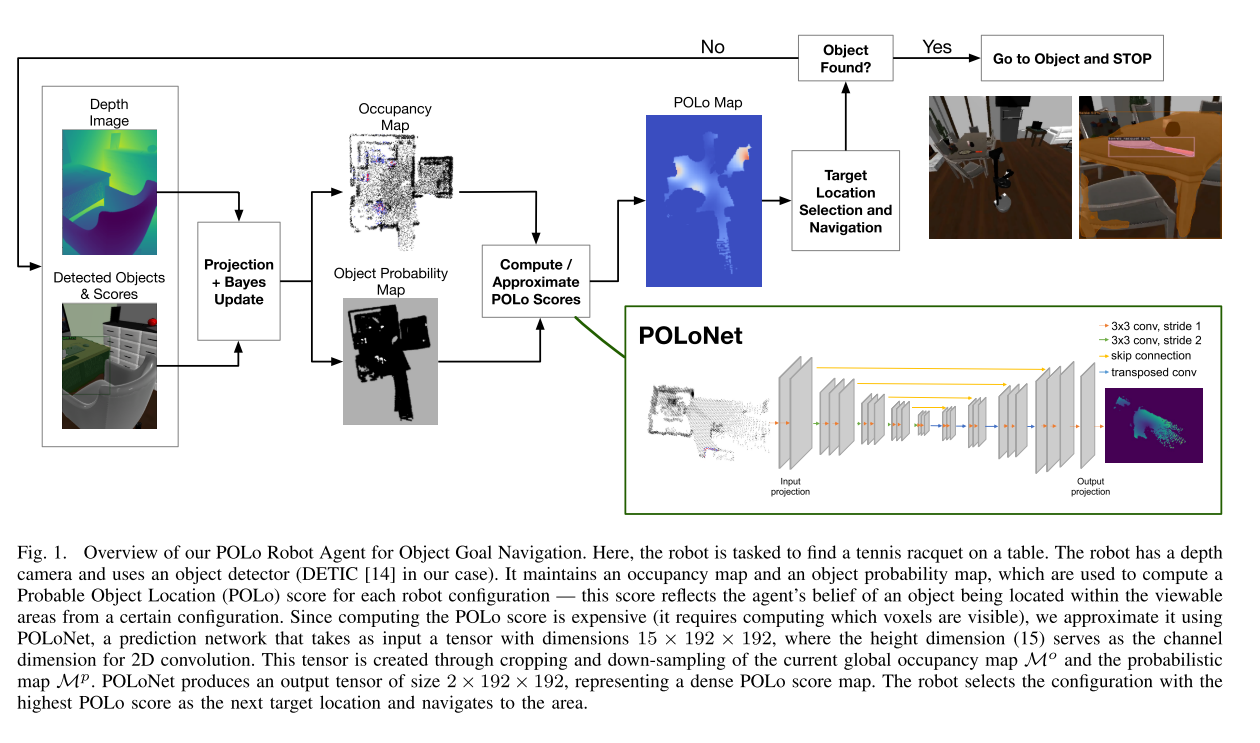 No
Object
Found?
Yes
Go to Object and STOP
Depth
Image
Occupancy
Map
POLo Map
Target
Location
Selection and
Navigation
Projection
+ Bayes
Update
Detected Objects
& Scores
Object Probability
Map
Compute /
Approximate
POLo Scores
POLoNet
3x3 conv, stride 1
3x3 conv, stride 2
skip connection
transposed conv
Input
projection
Output
projection
Fig. 1. Overview of our POLo Robot Agent for Object Goal Navigation. Here, the robot is tasked to find a tennis racquet on a table. The robot has a depth
camera and uses an object detector (DETIC [14] in our case). It maintains an occupancy map and an object probability map, which are used to compute a
Probable Object Location (POLo) score for each robot configuration — this score reflects the agent's belief of an object being located within the viewable
areas from a certain configuration. Since computing the POLo score is expensive (it requires computing which voxels are visible), we approximate it using
POLoNet, a prediction network that takes as input a tensor with dimensions 15 × 192 × 192, where the height dimension (15) serves as the channel
dimension for 2D convolution. This tensor is created through cropping and down-sampling of the current global occupancy map ℳᵒ and the probabilistic
map ℳᵖ. POLoNet produces an output tensor of size 2 × 192 × 192, representing a dense POLo score map. The robot selects the configuration with the
highest POLo score as the next target location and navigates to the area.